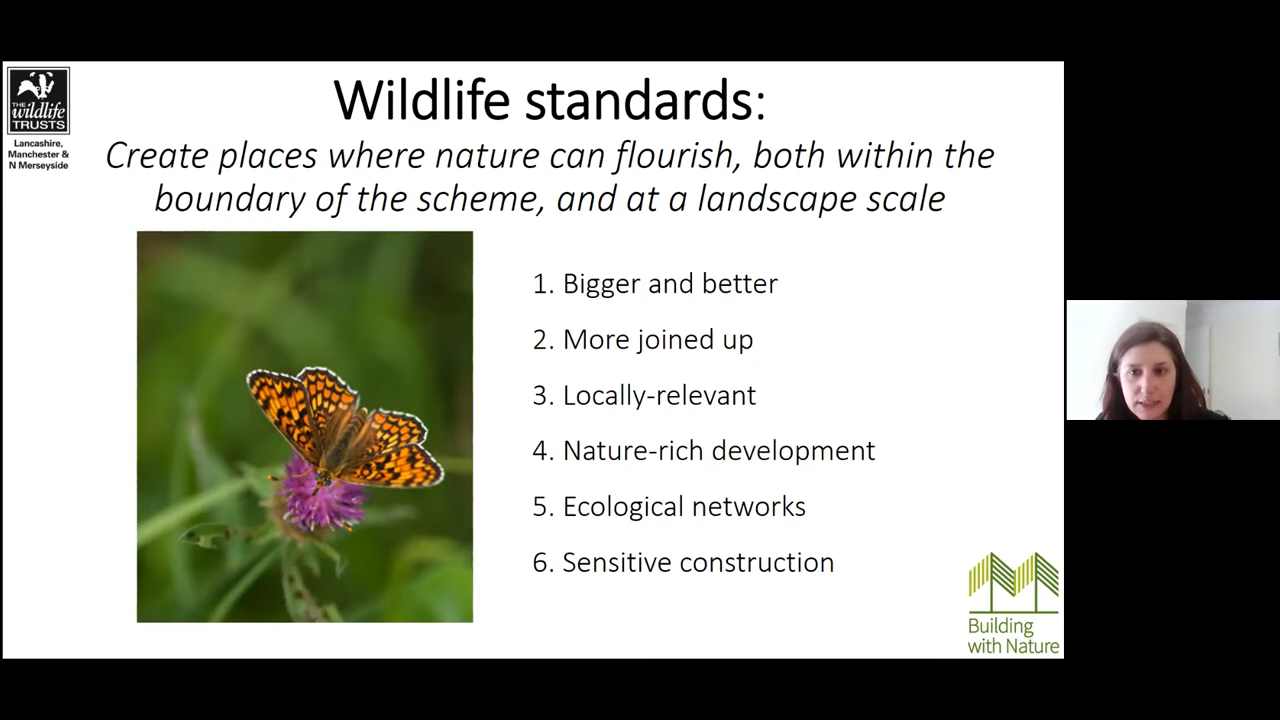 THE
wildlife
TRUSTS
Lancashire,
Manchester &
N Merseyside
Wildlife standards:
Create places where nature can flourish, both within the
boundary of the scheme, and at a landscape scale
1. Bigger and better
2. More joined up
3. Locally-relevant
4. Nature-rich development
5. Ecological networks
6. Sensitive construction
Building
with Nature